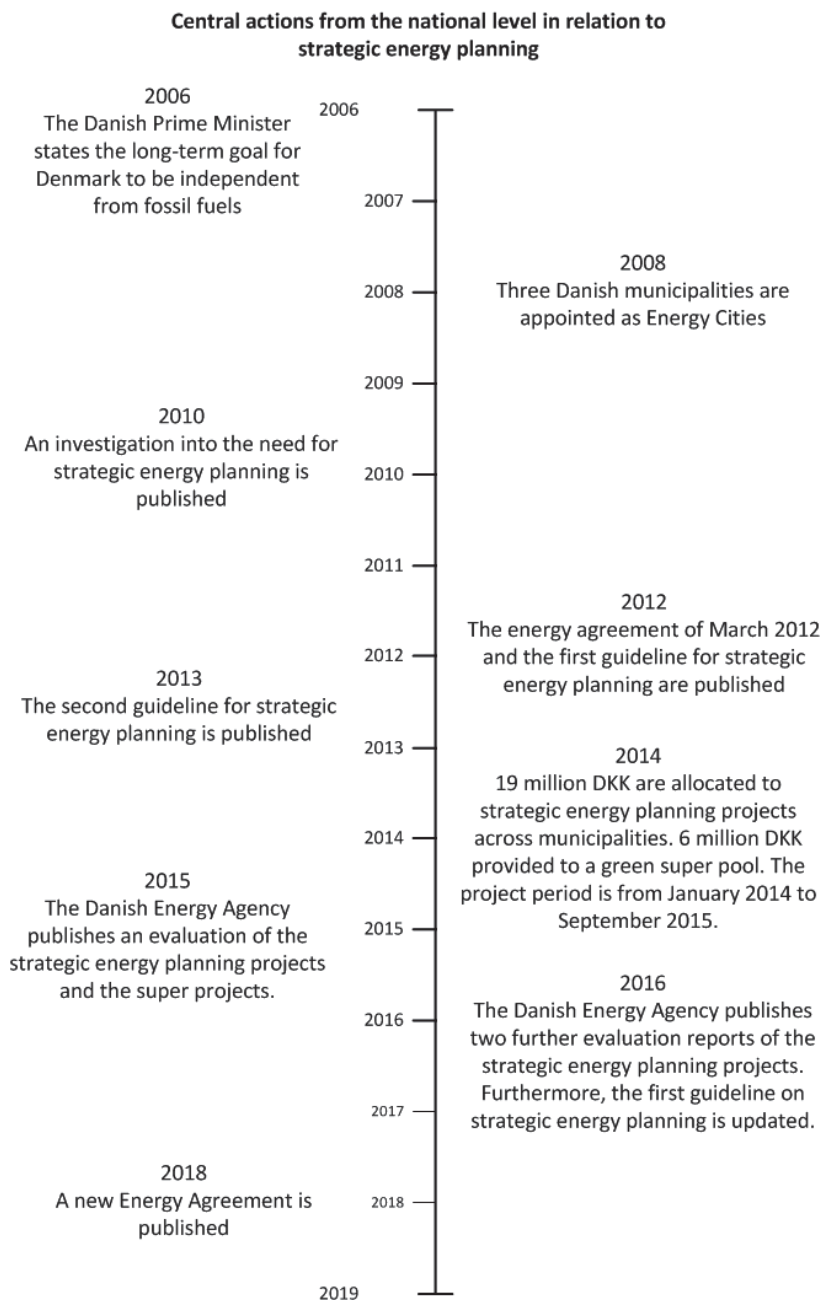 Central actions from the national level in relation to
strategic energy planning
2006
The Danish Prime Minister
states the long-term goal for
Denmark to be independent
from fossil fuels
2006
2007
2008
Three Danish municipalities are
appointed as Energy Cities
2008
2009
2010
An investigation into the need for
strategic energy planning is
published
2010
2011
2012
The energy agreement of March 2012
and the first guideline for strategic
energy planning are published
2012
2013
The second guideline for strategic
energy planning is published
2013
2014
19 million DKK are allocated to
strategic energy planning projects
across municipalities. 6 million DKK
provided to a green super pool. The
project period is from January 2014 to
September 2015.
2014
2015
The Danish Energy Agency
publishes an evaluation of the
strategic energy planning projects
and the super projects.
2015
2016
The Danish Energy Agency publishes
two further evaluation reports of the
strategic energy planning projects.
Furthermore, the first guideline on
strategic energy planning is updated.
2016
2017
2018
A new Energy Agreement is
published
2018
2019